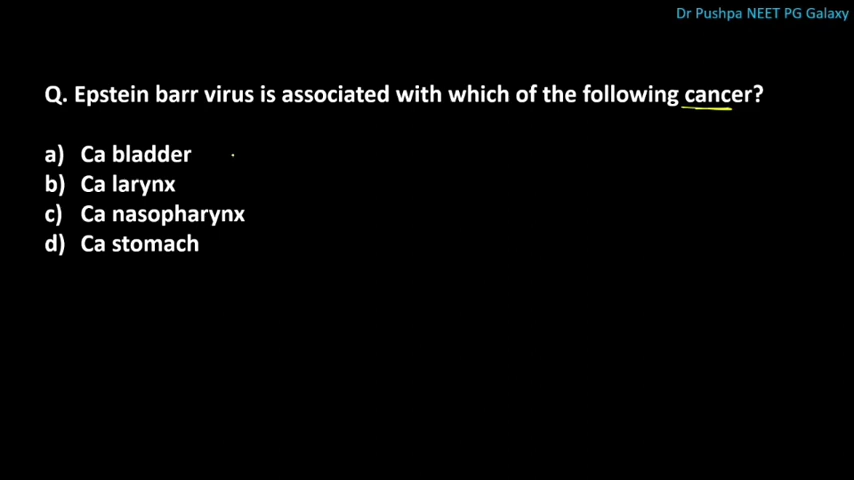 Dr Pushpa NEET PG Galaxy
Q. Epstein barr virus is associated with which of the following cancer?
a) Ca bladder
b) Ca larynx
c) Ca nasopharynx
d) Ca stomach